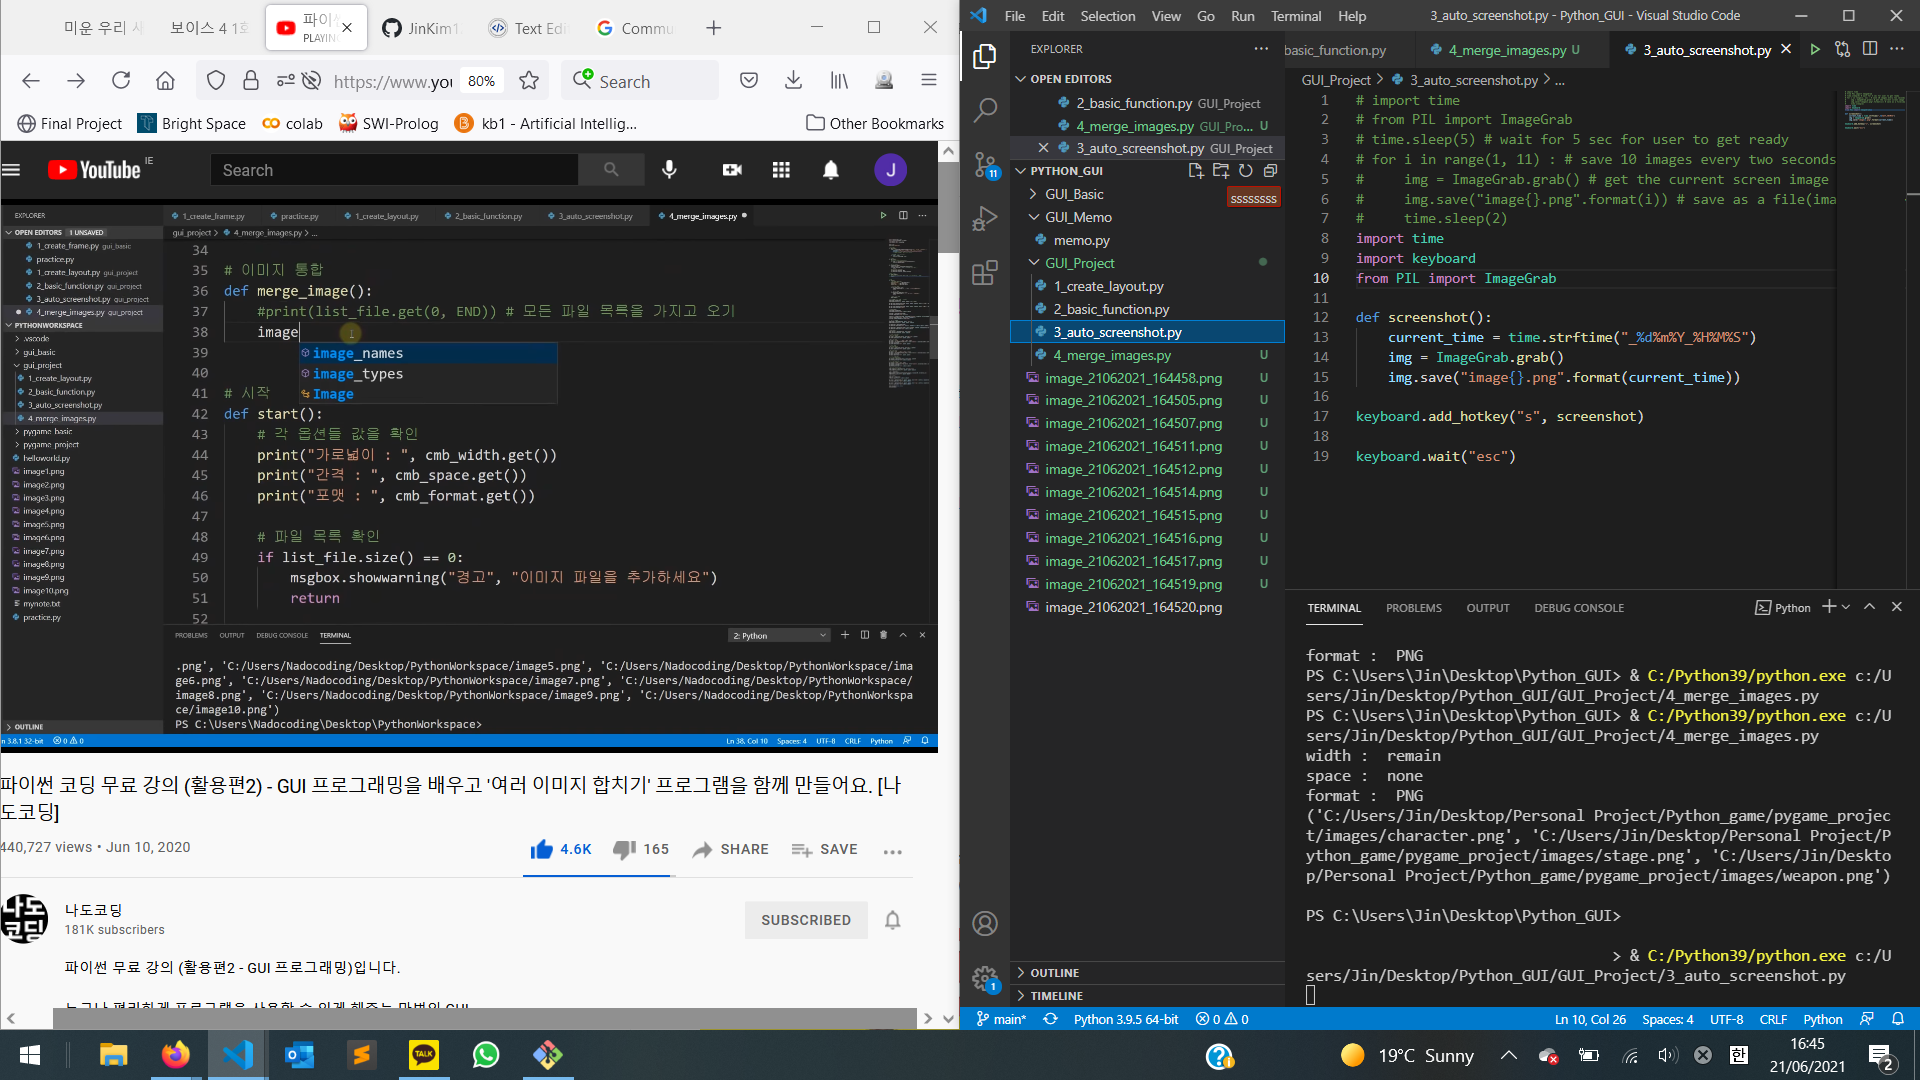 미운 우리 새
보이스 4 1회
파이썬
PLAYING
JinKim1
Text Edi
Commu
https://www.you
80%
Search
Final Project
Bright Space
colab
SWI-Prolog
kb1 - Artificial Intellig...
Other Bookmarks
YouTube IE
Search
J
EXPLORER
1_create_frame.py
practice.py
1_create_layout.py
2_basic_function.py
3_auto_screenshot.py
4_merge_images.py
OPEN EDITORS 1 UNSAVED
1_create_frame.py gui_basic
practice.py
1_create_layout.py gui_project
2_basic_function.py gui_project
3_auto_screenshot.py gui_project
4_merge_images.py gui_project
PYTHONWORKSPACE
.vscode
gui_basic
gui_project
1_create_layout.py
2_basic_function.py
3_auto_screenshot.py
4_merge_images.py
pygame_basic
pygame_project
helloworld.py
image1.png
image2.png
image3.png
image4.png
image5.png
image6.png
image7.png
image8.png
image9.png
image10.png
mynote.txt
practice.py
OUTLINE
gui_project > 4_merge_images.py > ...
34
35 # 이미지 통합
36 def merge_image():
37 #print(list_file.get(0, END)) # 모든 파일 목록을 가지고 오기
38 image
39 image_names
40 image_types
Image
41 # 시작
42 def start():
43 # 각 옵션들 값을 확인
44 print("가로넓이 : ", cmb_width.get())
45 print("간격 : ", cmb_space.get())
46 print("포맷 : ", cmb_format.get())
47
48 # 파일 목록 확인
49 if list_file.size() == 0:
50 msgbox.showwarning("경고", "이미지 파일을 추가하세요")
51 return
52
PROBLEMS OUTPUT DEBUG CONSOLE TERMINAL 2: Python
.png', 'C:/Users/Nadocoding/Desktop/PythonWorkspace/image5.png', 'C:/Users/Nadocoding/Desktop/PythonWorkspace/ima
ge6.png', 'C:/Users/Nadocoding/Desktop/PythonWorkspace/image7.png', 'C:/Users/Nadocoding/Desktop/PythonWorkspace/
image8.png', 'C:/Users/Nadocoding/Desktop/PythonWorkspace/image9.png', 'C:/Users/Nadocoding/Desktop/PythonWorkspa
ce/image10.png')
PS C:\Users\Nadocoding\Desktop\PythonWorkspace>
n 3.8.1 32-bit 0 0 Ln 38, Col 10 Spaces: 4 UTF-8 CRLF Python
파이썬 코딩 무료 강의 (활용편2) - GUI 프로그래밍을 배우고 '여러 이미지 합치기' 프로그램을 함께 만들어요. [나
도코딩]
440,727 views • Jun 10, 2020
4.6K
165
SHARE
SAVE
나도
코딩
나도코딩
181K subscribers
SUBSCRIBED
파이썬 무료 강의 (활용편2 - GUI 프로그래밍)입니다.
File Edit Selection View Go Run Terminal Help
3_auto_screenshot.py - Python_GUI - Visual Studio Code
EXPLORER
OPEN EDITORS
2_basic_function.py GUI_Project
4_merge_images.py GUI_Pro... U
3_auto_screenshot.py GUI_Project
PYTHON_GUI
GUI_Basic
ssssssss
GUI_Memo
memo.py
GUI_Project
1_create_layout.py
2_basic_function.py
3_auto_screenshot.py
4_merge_images.py U
image_21062021_164458.png U
image_21062021_164505.png U
image_21062021_164507.png U
image_21062021_164511.png U
image_21062021_164512.png U
image_21062021_164514.png U
image_21062021_164515.png U
image_21062021_164516.png U
image_21062021_164517.png U
image_21062021_164519.png U
image_21062021_164520.png
OUTLINE
TIMELINE
11
1
basic_function.py
4_merge_images.py U
3_auto_screenshot.py
GUI_Project > 3_auto_screenshot.py > ...
1 # import time
2 # from PIL import ImageGrab
3 # time.sleep(5) # wait for 5 sec for user to get ready
4 # for i in range(1, 11) : # save 10 images every two seconds
5 # img = ImageGrab.grab() # get the current screen image
6 # img.save("image{}.png".format(i)) # save as a file(ima
7 # time.sleep(2)
8 import time
9 import keyboard
10 from PIL import ImageGrab
11
12 def screenshot():
13 current_time = time.strftime("_%d%m%Y_%H%M%S")
14 img = ImageGrab.grab()
15 img.save("image{}.png".format(current_time))
16
17 keyboard.add_hotkey("s", screenshot)
18
19 keyboard.wait("esc")
TERMINAL PROBLEMS OUTPUT DEBUG CONSOLE
Python
format : PNG
PS C:\Users\Jin\Desktop\Python_GUI> & C:/Python39/python.exe c:/U
sers/Jin/Desktop/Python_GUI/GUI_Project/4_merge_images.py
PS C:\Users\Jin\Desktop\Python_GUI> & C:/Python39/python.exe c:/U
sers/Jin/Desktop/Python_GUI/GUI_Project/4_merge_images.py
width : remain
space : none
format : PNG
('C:/Users/Jin/Desktop/Personal Project/Python_game/pygame_projec
t/images/character.png', 'C:/Users/Jin/Desktop/Personal Project/P
ython_game/pygame_project/images/stage.png', 'C:/Users/Jin/Deskto
p/Personal Project/Python_game/pygame_project/images/weapon.png')
PS C:\Users\Jin\Desktop\Python_GUI>
> & C:/Python39/python.exe c:/U
sers/Jin/Desktop/Python_GUI/GUI_Project/3_auto_screenshot.py
main* Python 3.9.5 64-bit 0 0 Ln 10, Col 26 Spaces: 4 UTF-8 CRLF Python
TALK
19°C Sunny
한
16:45
21/06/2021
2